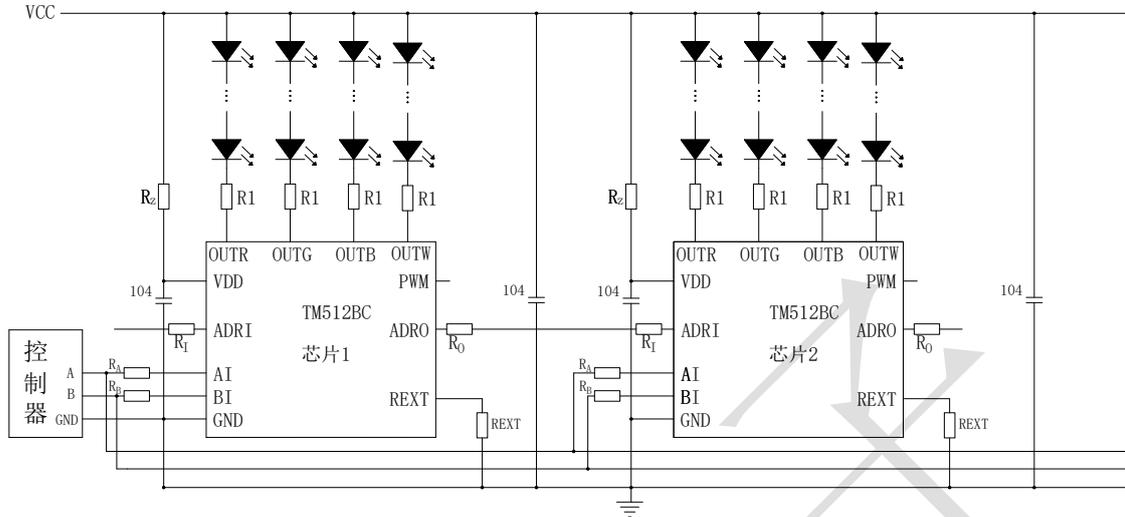 VCC
R1 R1 R1 R1 R1 R1 R1 R1
Rz Rz
OUTR OUTG OUTB OUTW OUTR OUTG OUTB OUTW
VDD PWM VDD PWM
104 104 104 104
TM512BC TM512BC
ADRI ADRO ADRI ADRO
RI RO RI RO
芯片1 芯片2
控制器
A RA AI RA AI
B RB BI REXT RB BI REXT
GND GND REXT GND REXT